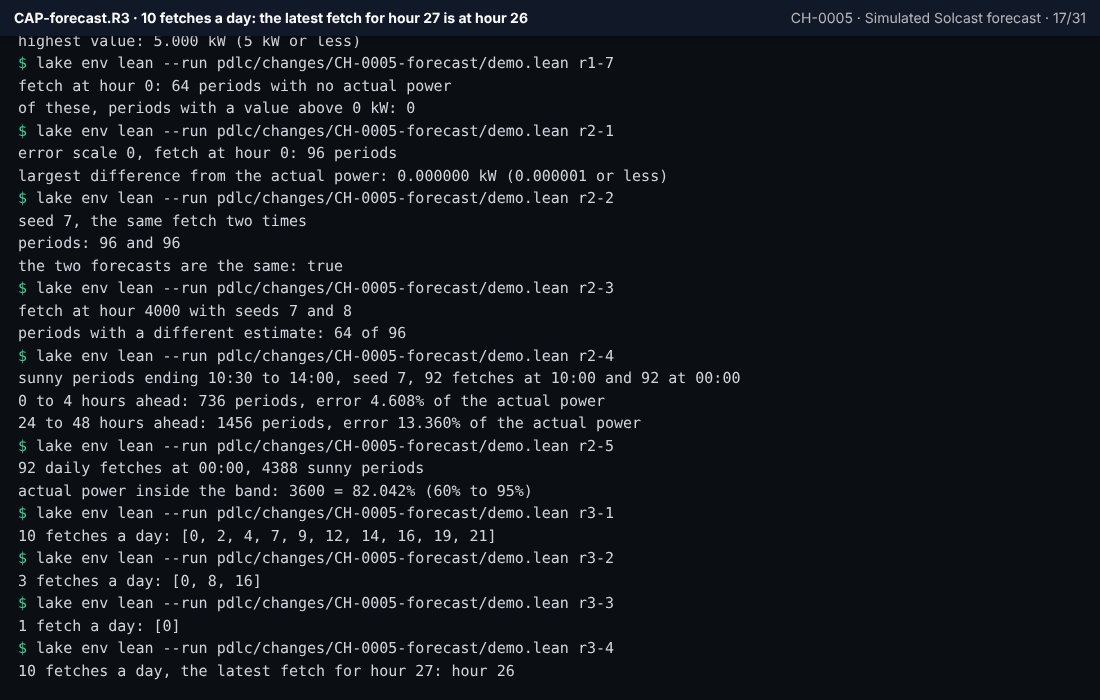 CAP-forecast.R3 · 10 fetches a day: the latest fetch for hour 27 is at hour 26
CH-0005 · Simulated Solcast forecast · 17/31
highest value: 5.000 kW (5 kW or less)
$ lake env lean --run pdlc/changes/CH-0005-forecast/demo.lean r1-7
fetch at hour 0: 64 periods with no actual power
of these, periods with a value above 0 kW: 0
$ lake env lean --run pdlc/changes/CH-0005-forecast/demo.lean r2-1
error scale 0, fetch at hour 0: 96 periods
largest difference from the actual power: 0.000000 kW (0.000001 or less)
$ lake env lean --run pdlc/changes/CH-0005-forecast/demo.lean r2-2
seed 7, the same fetch two times
periods: 96 and 96
the two forecasts are the same: true
$ lake env lean --run pdlc/changes/CH-0005-forecast/demo.lean r2-3
fetch at hour 4000 with seeds 7 and 8
periods with a different estimate: 64 of 96
$ lake env lean --run pdlc/changes/CH-0005-forecast/demo.lean r2-4
sunny periods ending 10:30 to 14:00, seed 7, 92 fetches at 10:00 and 92 at 00:00
0 to 4 hours ahead: 736 periods, error 4.608% of the actual power
24 to 48 hours ahead: 1456 periods, error 13.360% of the actual power
$ lake env lean --run pdlc/changes/CH-0005-forecast/demo.lean r2-5
92 daily fetches at 00:00, 4388 sunny periods
actual power inside the band: 3600 = 82.042% (60% to 95%)
$ lake env lean --run pdlc/changes/CH-0005-forecast/demo.lean r3-1
10 fetches a day: [0, 2, 4, 7, 9, 12, 14, 16, 19, 21]
$ lake env lean --run pdlc/changes/CH-0005-forecast/demo.lean r3-2
3 fetches a day: [0, 8, 16]
$ lake env lean --run pdlc/changes/CH-0005-forecast/demo.lean r3-3
1 fetch a day: [0]
$ lake env lean --run pdlc/changes/CH-0005-forecast/demo.lean r3-4
10 fetches a day, the latest fetch for hour 27: hour 26